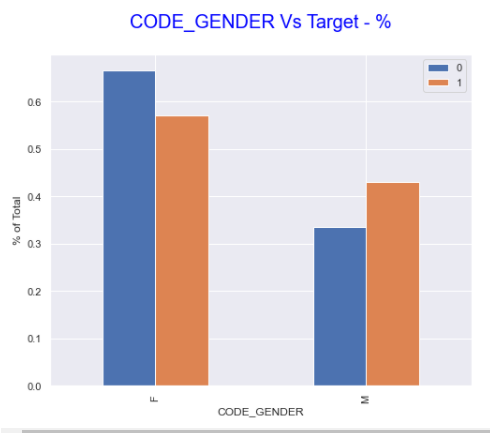 CODE_GENDER Vs Target - %
0
1
% of Total
0.6
0.5
0.4
0.3
0.2
0.1
0.0
F
M
CODE_GENDER